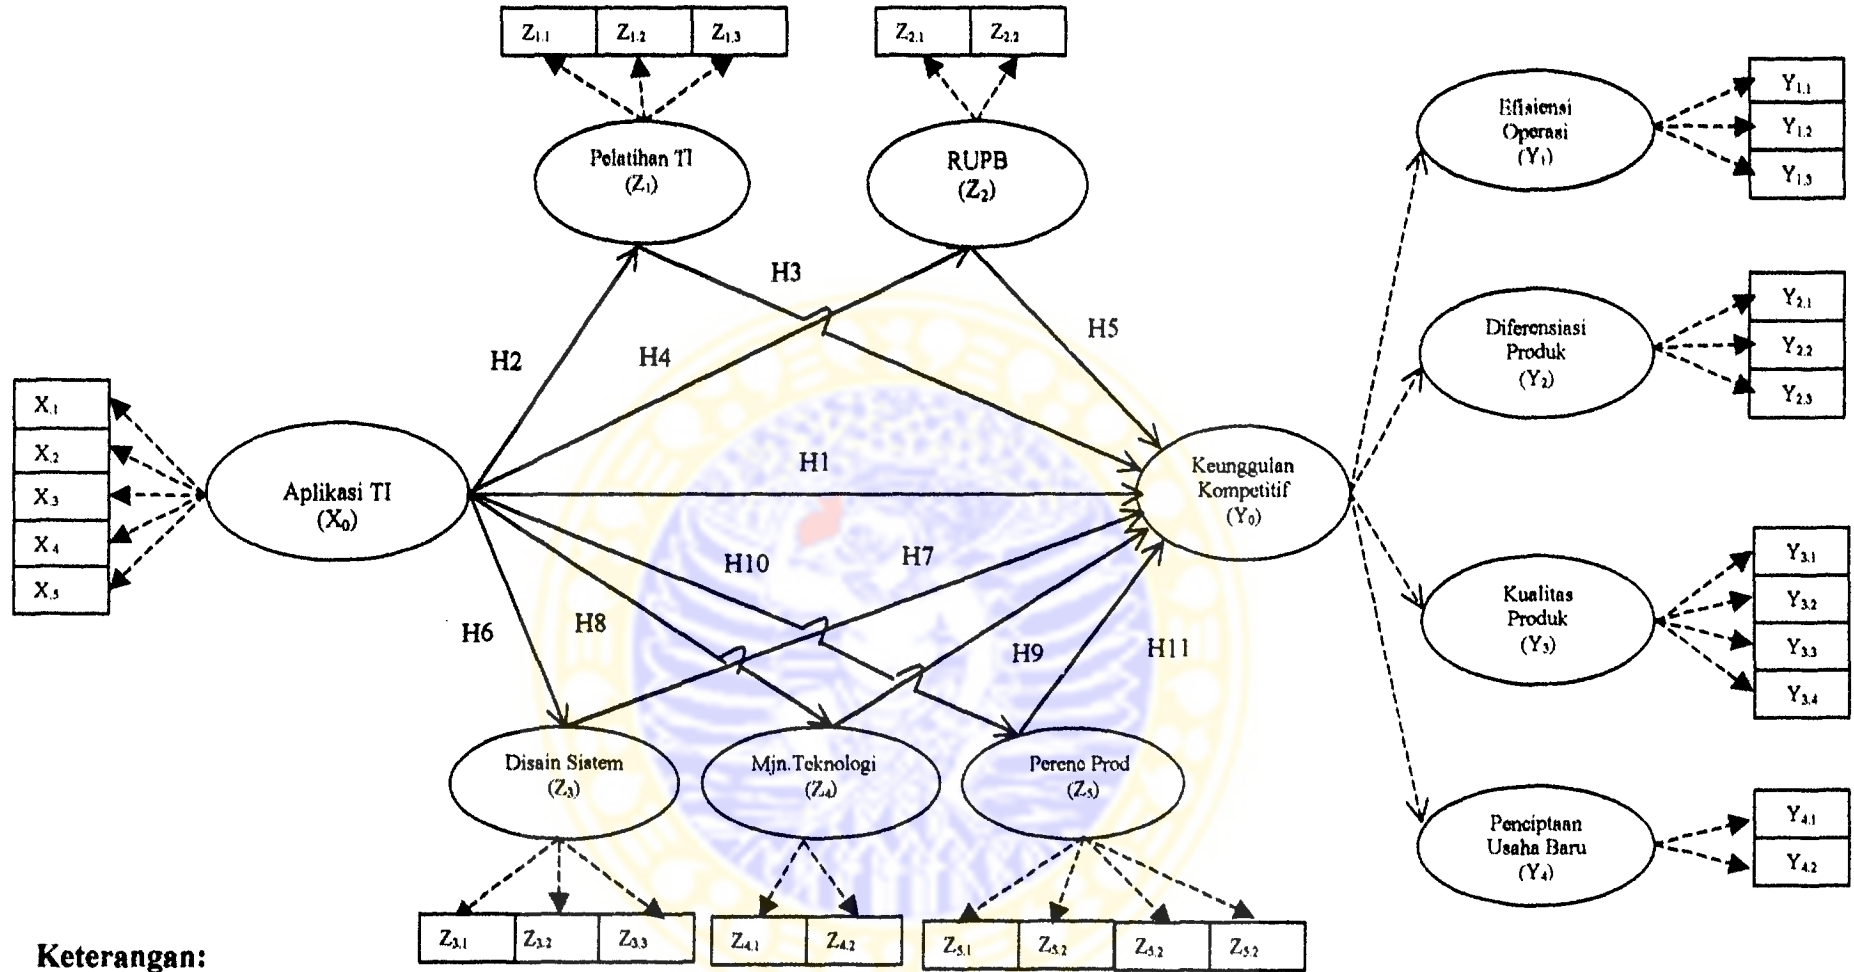 Z1.1 Z1.2 Z1.3
Z2.1 Z2.2
Pelatihan TI
(Z1)
RUPB
(Z2)
Efisiensi
Operasi
(Y1)
Y1.1
Y1.2
Y1.3
H3
H5
H2
H4
Diferensiasi
Produk
(Y2)
Y2.1
Y2.2
Y2.3
X.1
X.2
X.3
X.4
X.5
Aplikasi TI
(X0)
H1
Keunggulan
Kompetitif
(Y0)
H10
H7
H6
H8
H9
H11
Kualitas
Produk
(Y3)
Y3.1
Y3.2
Y3.3
Y3.4
Disain Sistem
(Z3)
Mjn.Teknologi
(Z4)
Perenc Prod
(Z5)
Penciptaan
Usaha Baru
(Y4)
Y4.1
Y4.2
Z3.1 Z3.2 Z3.3
Z4.1 Z4.2
Z5.1 Z5.2 Z5.2 Z5.2
Keterangan: